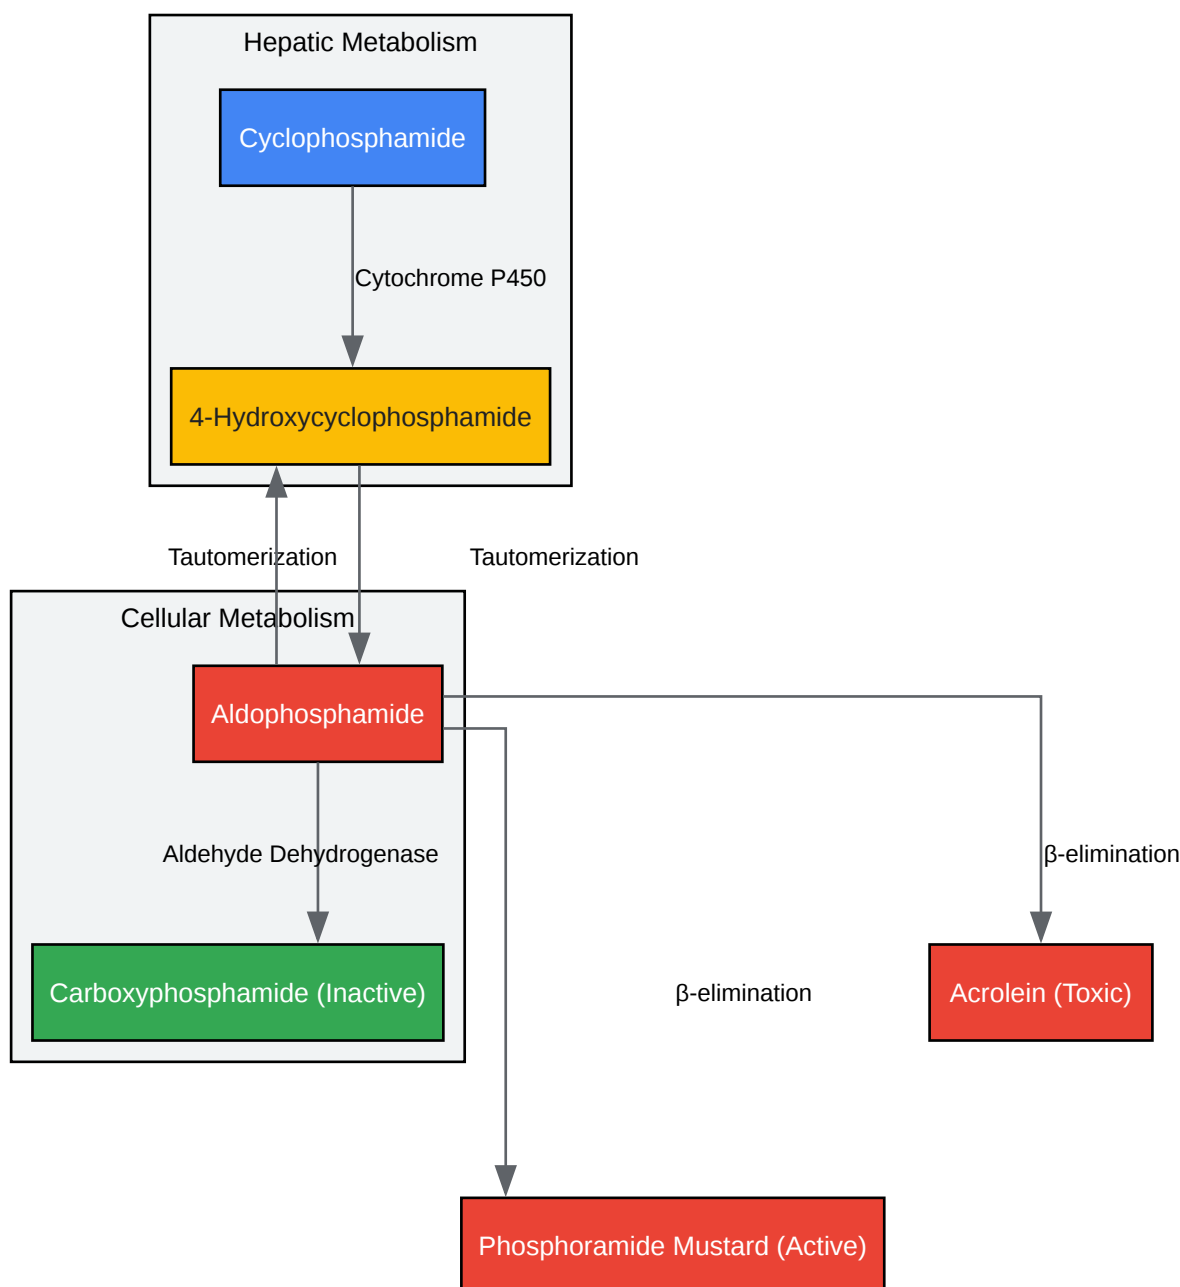 Hepatic Metabolism
Cyclophosphamide
Cytochrome P450
4-Hydroxycyclophosphamide
Tautomerization
Tautomerization
Cellular Metabolism
Aldophosphamide
Aldehyde Dehydrogenase
β-elimination
Carboxyphosphamide (Inactive)
β-elimination
Acrolein (Toxic)
Phosphoramide Mustard (Active)